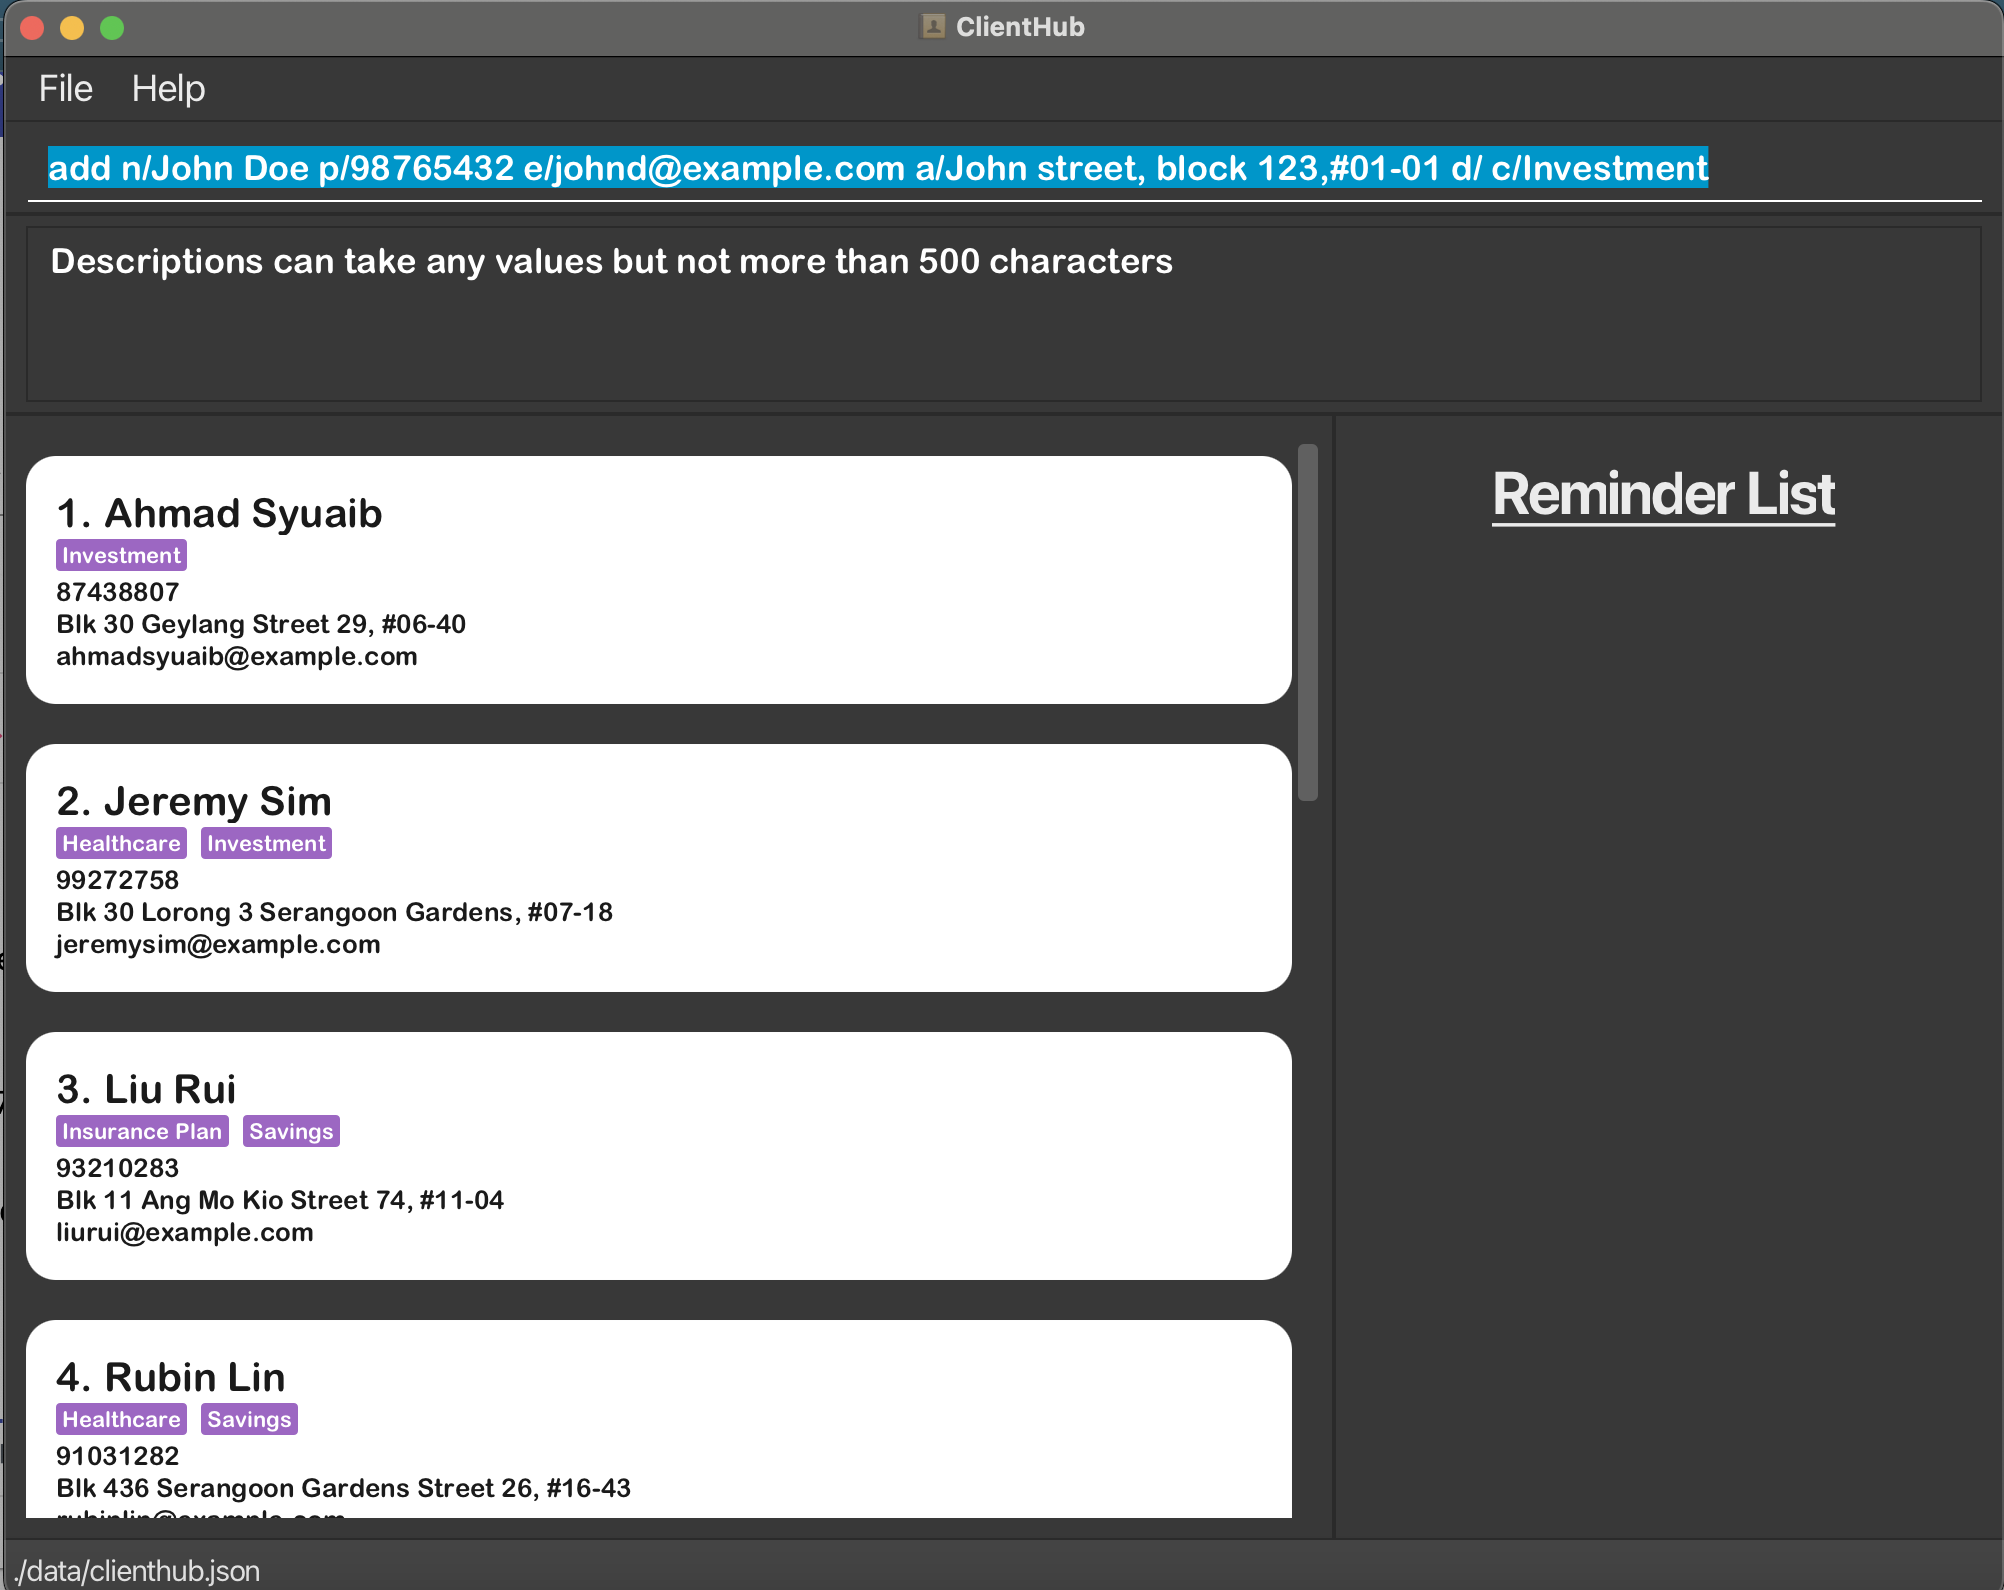 ClientHub
File Help
add n/John Doe p/98765432 e/johnd@example.com a/John street, block 123,#01-01 d/ c/Investment
Descriptions can take any values but not more than 500 characters
1. Ahmad Syuaib
Investment
87438807
Blk 30 Geylang Street 29, #06-40
ahmadsyuaib@example.com
2. Jeremy Sim
Healthcare Investment
99272758
Blk 30 Lorong 3 Serangoon Gardens, #07-18
jeremysim@example.com
3. Liu Rui
Insurance Plan Savings
93210283
Blk 11 Ang Mo Kio Street 74, #11-04
liurui@example.com
4. Rubin Lin
Healthcare Savings
91031282
Blk 436 Serangoon Gardens Street 26, #16-43
rubinlin@example.com
Reminder List
./data/clienthub.json